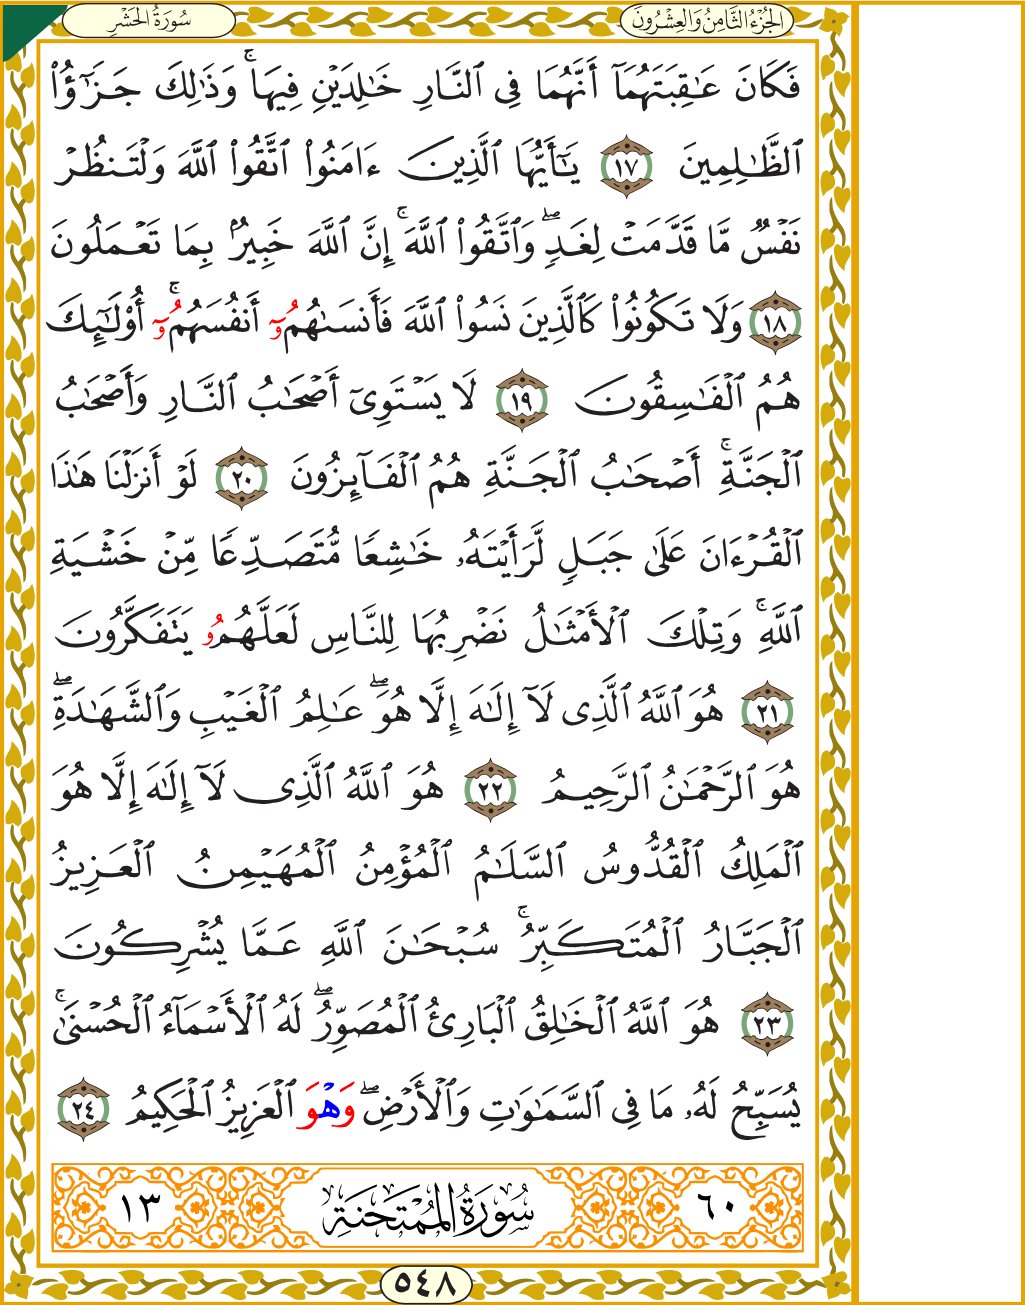 الجُزْءُ الثَّامِنُ وَالعِشْرُونَ سُورَةُ الحَشْرِ
فَكَانَ عَٰقِبَتَهُمَآ أَنَّهُمَا فِى ٱلنَّارِ خَٰلِدَيْنِ فِيهَاۚ وَذَٰلِكَ جَزَٰٓؤُا۟
ٱلظَّٰلِمِينَ ١٧ يَٰٓأَيُّهَا ٱلَّذِينَ ءَامَنُوا۟ ٱتَّقُوا۟ ٱللَّهَ وَلْتَنظُرْ
نَفْسٌ مَّا قَدَّمَتْ لِغَدٍۖ وَٱتَّقُوا۟ ٱللَّهَۚ إِنَّ ٱللَّهَ خَبِيرٌۢ بِمَا تَعْمَلُونَ
١٨ وَلَا تَكُونُوا۟ كَٱلَّذِينَ نَسُوا۟ ٱللَّهَ فَأَنسَىٰهُمُۥٓ أَنفُسَهُمُۥٓۚ أُو۟لَٰٓئِكَ
هُمُ ٱلْفَٰسِقُونَ ١٩ لَا يَسْتَوِىٓ أَصْحَٰبُ ٱلنَّارِ وَأَصْحَٰبُ
ٱلْجَنَّةِۚ أَصْحَٰبُ ٱلْجَنَّةِ هُمُ ٱلْفَآئِزُونَ ٢٠ لَوْ أَنزَلْنَا هَٰذَا
ٱلْقُرْءَانَ عَلَىٰ جَبَلٍ لَّرَأَيْتَهُۥ خَٰشِعًا مُّتَصَدِّعًا مِّنْ خَشْيَةِ
ٱللَّهِۚ وَتِلْكَ ٱلْأَمْثَٰلُ نَضْرِبُهَا لِلنَّاسِ لَعَلَّهُمُۥ يَتَفَكَّرُونَ
٢١ هُوَ ٱللَّهُ ٱلَّذِى لَآ إِلَٰهَ إِلَّا هُوَۖ عَٰلِمُ ٱلْغَيْبِ وَٱلشَّهَٰدَةِۖ
هُوَ ٱلرَّحْمَٰنُ ٱلرَّحِيمُ ٢٢ هُوَ ٱللَّهُ ٱلَّذِى لَآ إِلَٰهَ إِلَّا هُوَ
ٱلْمَلِكُ ٱلْقُدُّوسُ ٱلسَّلَٰمُ ٱلْمُؤْمِنُ ٱلْمُهَيْمِنُ ٱلْعَزِيزُ
ٱلْجَبَّارُ ٱلْمُتَكَبِّرُۚ سُبْحَٰنَ ٱللَّهِ عَمَّا يُشْرِكُونَ
٢٣ هُوَ ٱللَّهُ ٱلْخَٰلِقُ ٱلْبَارِئُ ٱلْمُصَوِّرُۖ لَهُ ٱلْأَسْمَآءُ ٱلْحُسْنَىٰۚ
يُسَبِّحُ لَهُۥ مَا فِى ٱلسَّمَٰوَٰتِ وَٱلْأَرْضِۖ وَهْوَ ٱلْعَزِيزُ ٱلْحَكِيمُ ٢٤
٦٠ سُورَةُ المُمْتَحَنَةِ ١٣
٥٤٨